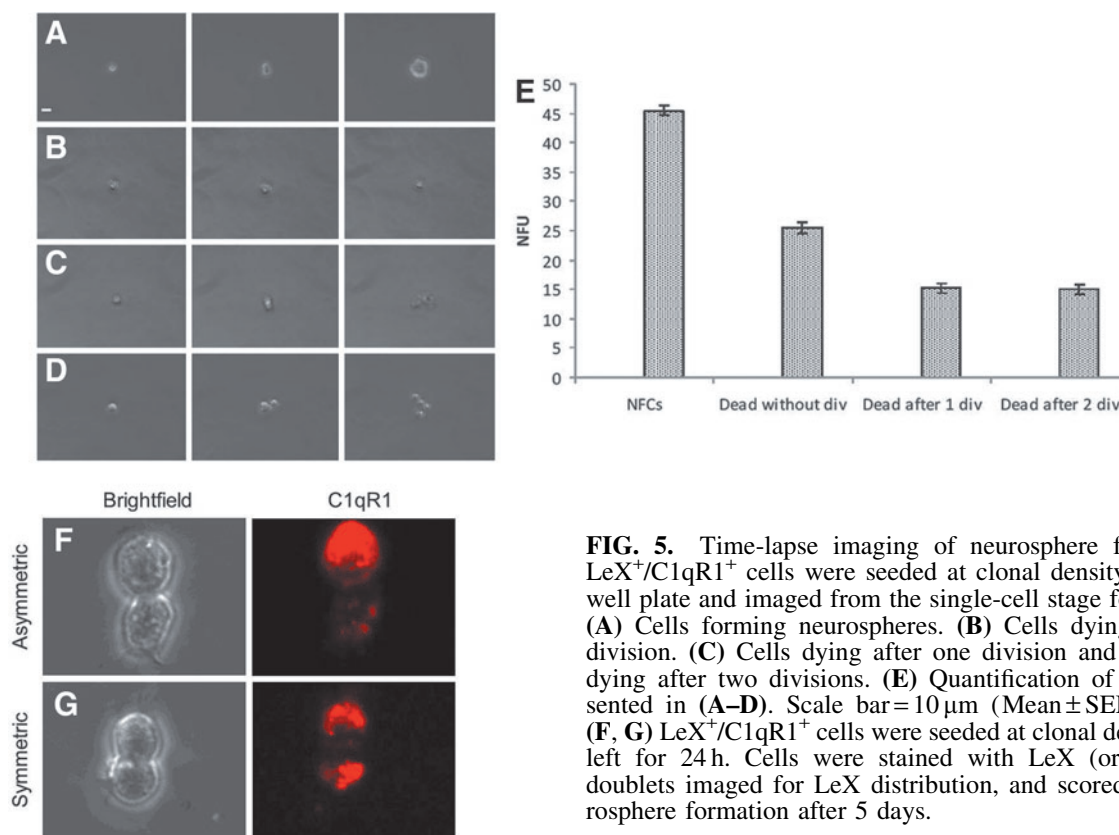 A
B
C
D
E
50
45
40
35
30
25
20
15
10
5
0
NFU
NFCs
Dead without div
Dead after 1 div
Dead after 2 div
Brightfield
C1qR1
F
Asymmetric
G
Symmetric
FIG. 5. Time-lapse imaging of neurosphere f
LeX⁺/C1qR1⁺ cells were seeded at clonal density
well plate and imaged from the single-cell stage f
(A) Cells forming neurospheres. (B) Cells dying
division. (C) Cells dying after one division and
dying after two divisions. (E) Quantification of
sented in (A–D). Scale bar = 10 μm (Mean ± SE
(F, G) LeX⁺/C1qR1⁺ cells were seeded at clonal de
left for 24 h. Cells were stained with LeX (or
doublets imaged for LeX distribution, and scored
rosphere formation after 5 days.